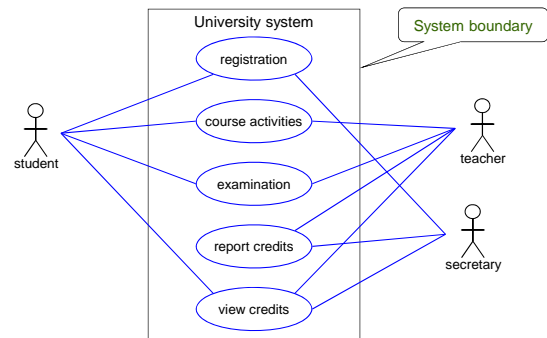 University system
System boundary
registration
course activities
student
teacher
examination
report credits
secretary
view credits